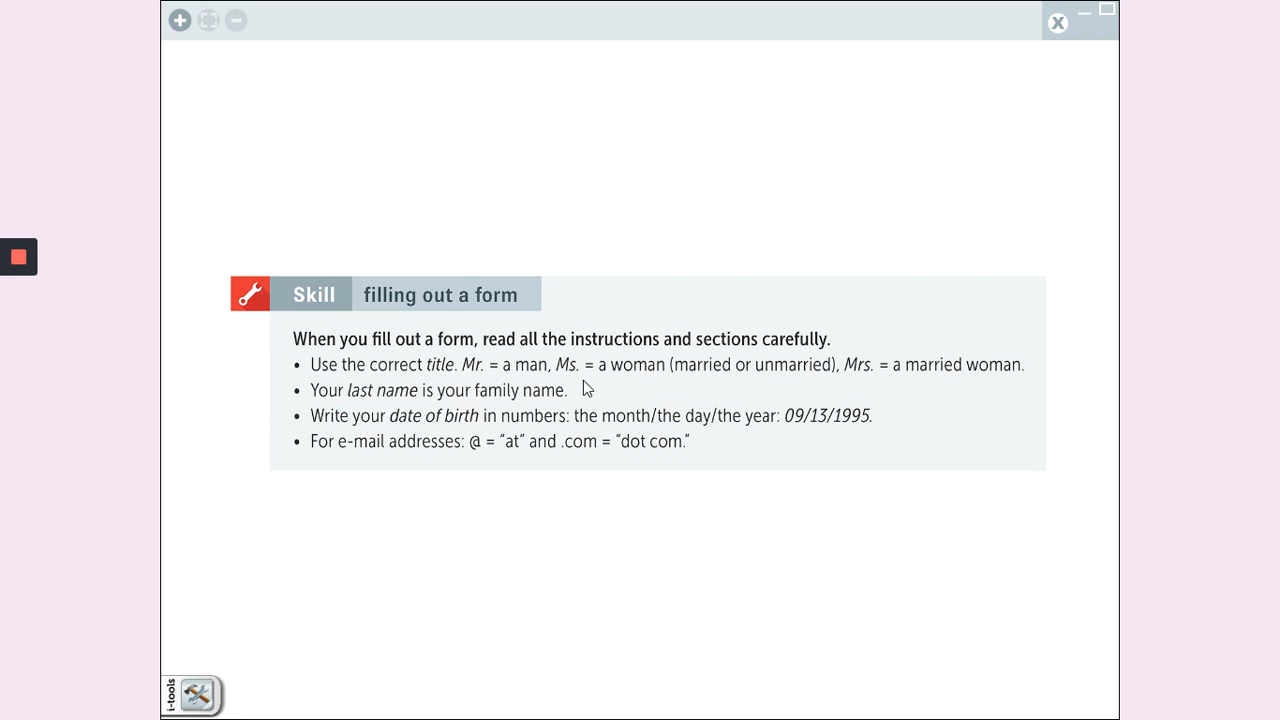 X
Skill filling out a form
When you fill out a form, read all the instructions and sections carefully.
• Use the correct title. Mr. = a man, Ms. = a woman (married or unmarried), Mrs. = a married woman.
• Your last name is your family name.
• Write your date of birth in numbers: the month/the day/the year: 09/13/1995.
• For e-mail addresses: @ = “at” and .com = “dot com.”
i-tools